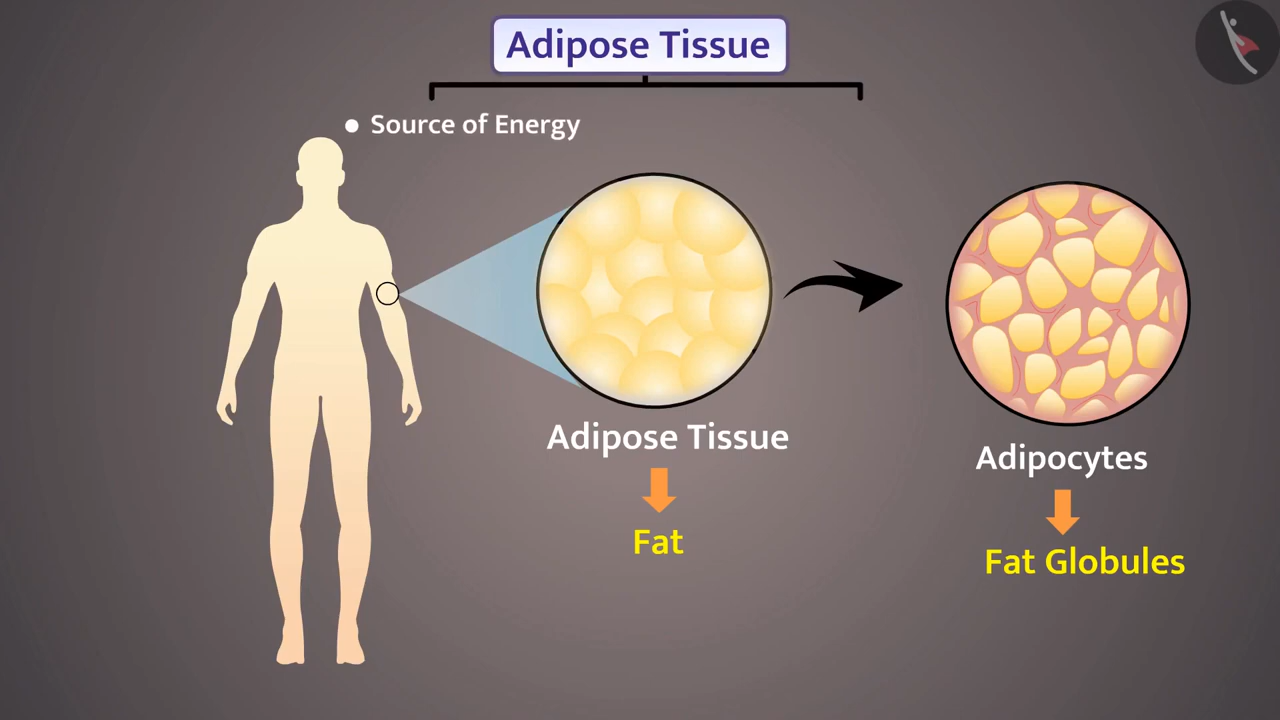 Adipose Tissue
Source of Energy
Adipose Tissue
Fat
Adipocytes
Fat Globules